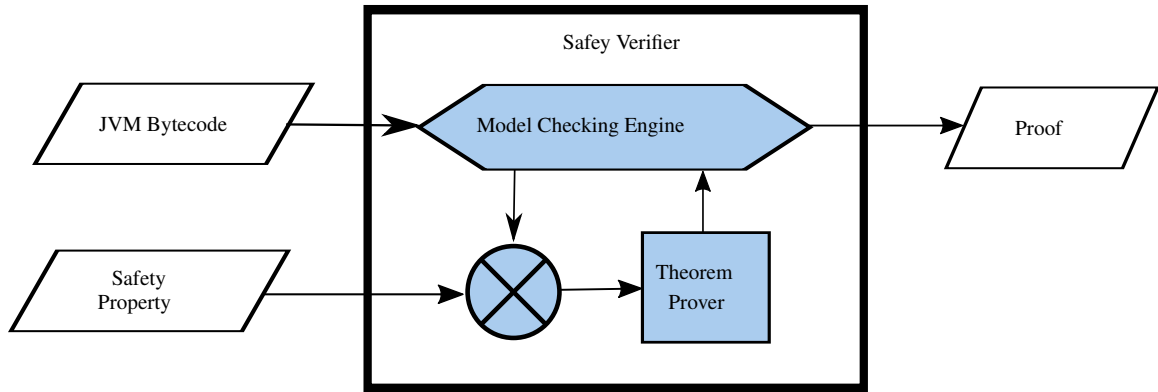 Safey Verifier
JVM Bytecode
Model Checking Engine
Proof
Safety
Property
Theorem
Prover